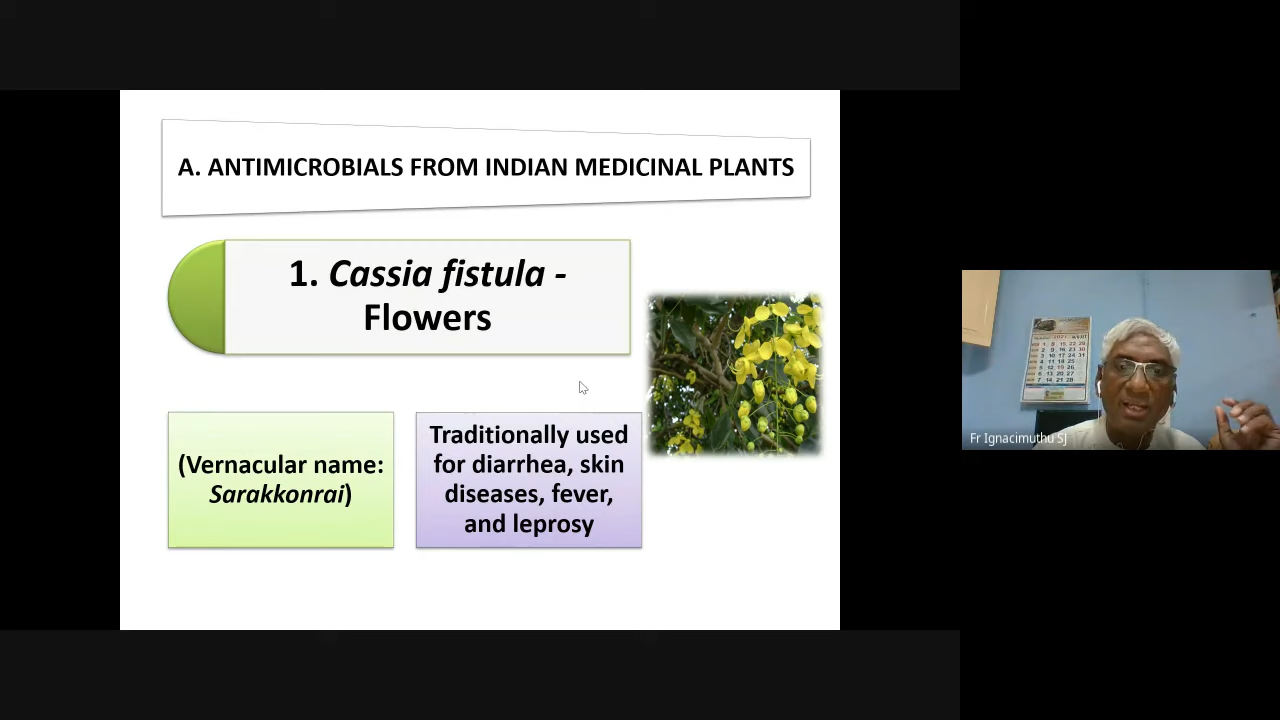 A. ANTIMICROBIALS FROM INDIAN MEDICINAL PLANTS
1. Cassia fistula -
Flowers
(Vernacular name:
Sarakkonrai)
Traditionally used
for diarrhea, skin
diseases, fever,
and leprosy
Fr Ignacimuthu SJ